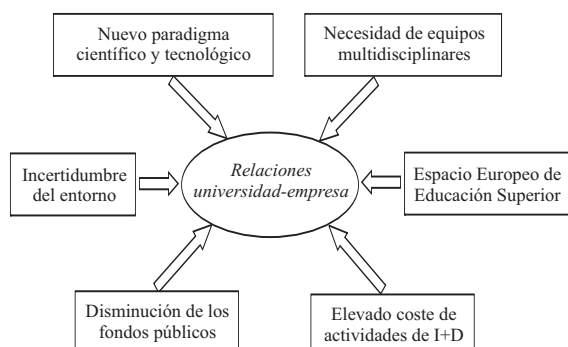 Nuevo paradigma
científico y tecnológico
Necesidad de equipos
multidisciplinares
Incertidumbre
del entorno
Relaciones
universidad-empresa
Espacio Europeo de
Educación Superior
Disminución de los
fondos públicos
Elevado coste de
actividades de I+D